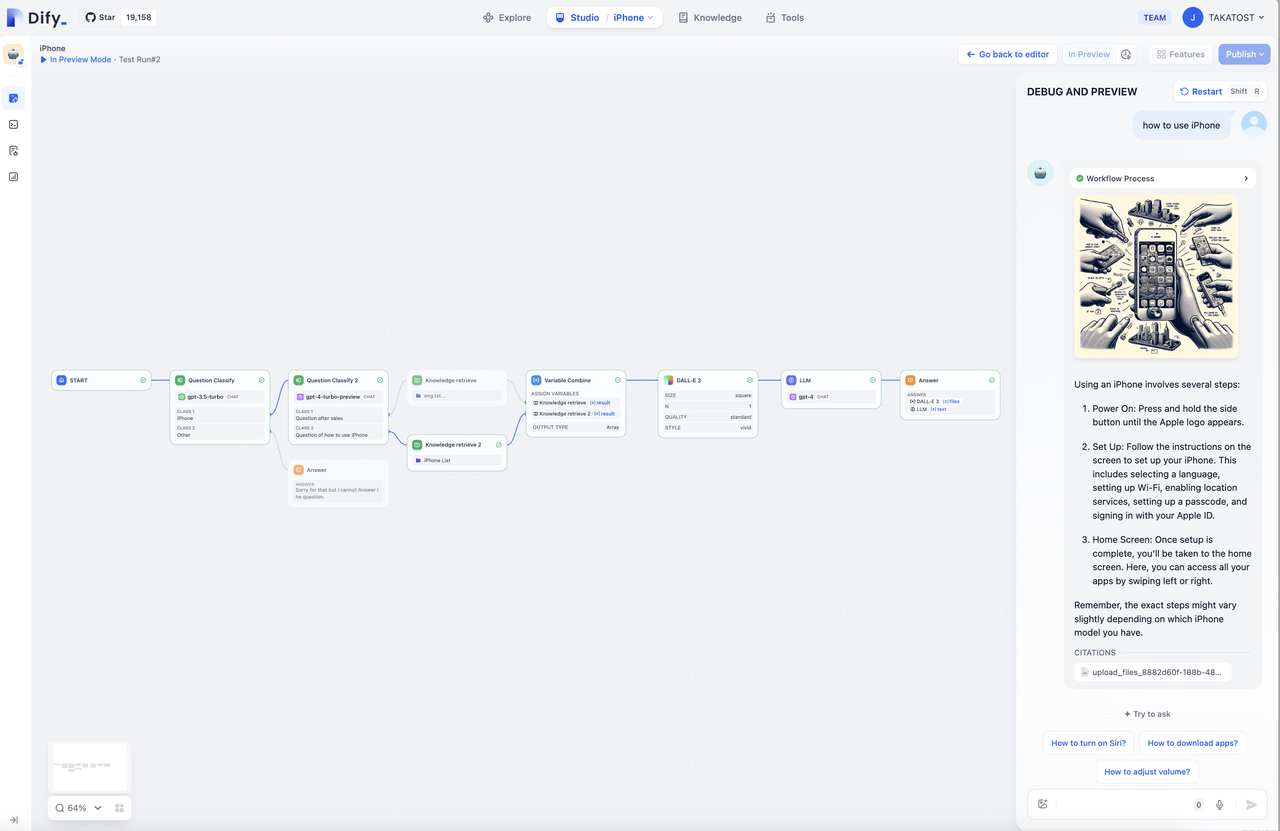 Dify_
Star 19,158
Explore
Studio / iPhone
Knowledge
Tools
TEAM
J TAKATOST
iPhone
In Preview Mode · Test Run#2
Go back to editor
In Preview
Features
Publish
START
Question Classify
gpt-3.5-turbo CHAT
CLASS 1
iPhone
CLASS 2
Other
Question Classify 2
gpt-4-turbo-preview CHAT
CLASS 1
Question after sales
CLASS 2
Question of how to use iPhone
Answer
ANSWER
Sorry for that but I cannot Answer t
he question.
Knowledge retrieve
eng.txt...
Knowledge retrieve 2
iPhone List
Variable Combine
ASSIGN VARIABLES
Knowledge retrieve {x} result
Knowledge retrieve 2 {x} result
OUTPUT TYPE Array
DALL-E 3
SIZE square
N 1
QUALITY standard
STYLE vivid
LLM
gpt-4 CHAT
Answer
ANSWER
DALL-E 3 {x} files
LLM {x} text
64%
DEBUG AND PREVIEW
Restart Shift R
how to use iPhone
Workflow Process
Using an iPhone involves several steps:
1. Power On: Press and hold the side
button until the Apple logo appears.
2. Set Up: Follow the instructions on the
screen to set up your iPhone. This
includes selecting a language,
setting up Wi-Fi, enabling location
services, setting up a passcode, and
signing in with your Apple ID.
3. Home Screen: Once setup is
complete, you'll be taken to the home
screen. Here, you can access all your
apps by swiping left or right.
Remember, the exact steps might vary
slightly depending on which iPhone
model you have.
CITATIONS
upload_files_8882d60f-188b-48...
Try to ask
How to turn on Siri?
How to download apps?
How to adjust volume?
0